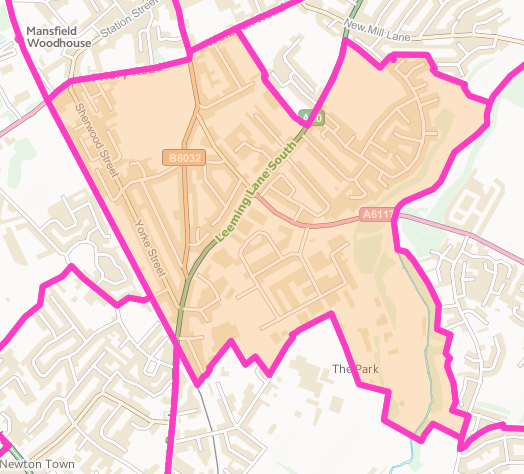 Mansfield
Woodhouse
Station Street
New Mill Lane
Sherwood Street
B6032
Leeming Lane South
A60
A6117
Yorke Street
The Park
Newton Town